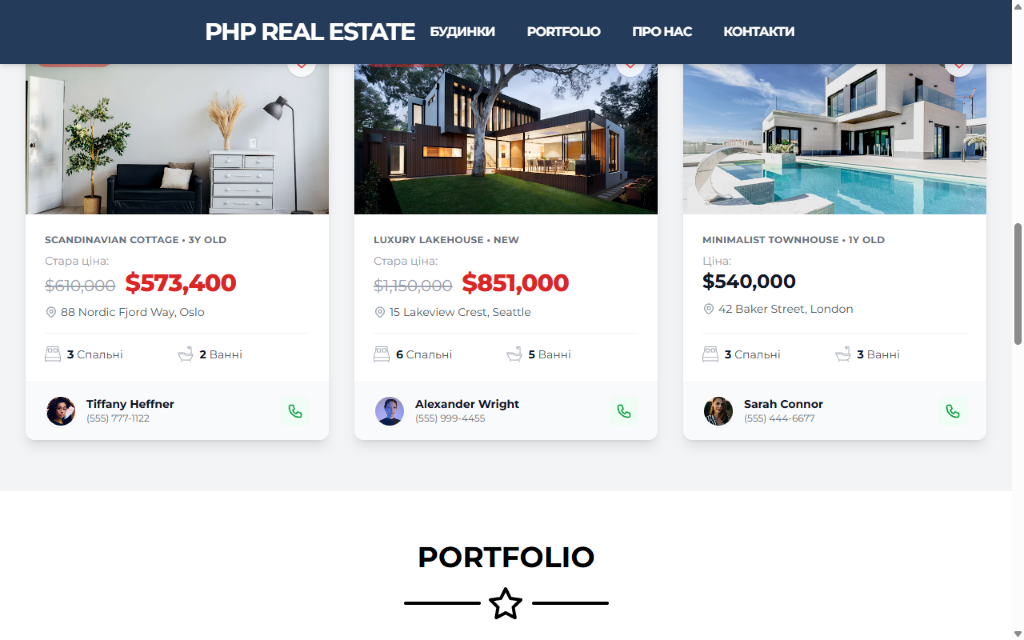 PHP REAL ESTATE БУДИНКИ PORTFOLIO ПРО НАС КОНТАКТИ
SCANDINAVIAN COTTAGE • 3Y OLD
Стара ціна:
$610,000 $573,400
88 Nordic Fjord Way, Oslo
3 Спальні 2 Ванні
Tiffany Heffner
(555) 777-1122
LUXURY LAKEHOUSE • NEW
Стара ціна:
$1,150,000 $851,000
15 Lakeview Crest, Seattle
6 Спальні 5 Ванні
Alexander Wright
(555) 999-4455
MINIMALIST TOWNHOUSE • 1Y OLD
Ціна:
$540,000
42 Baker Street, London
3 Спальні 3 Ванні
Sarah Connor
(555) 444-6677
PORTFOLIO